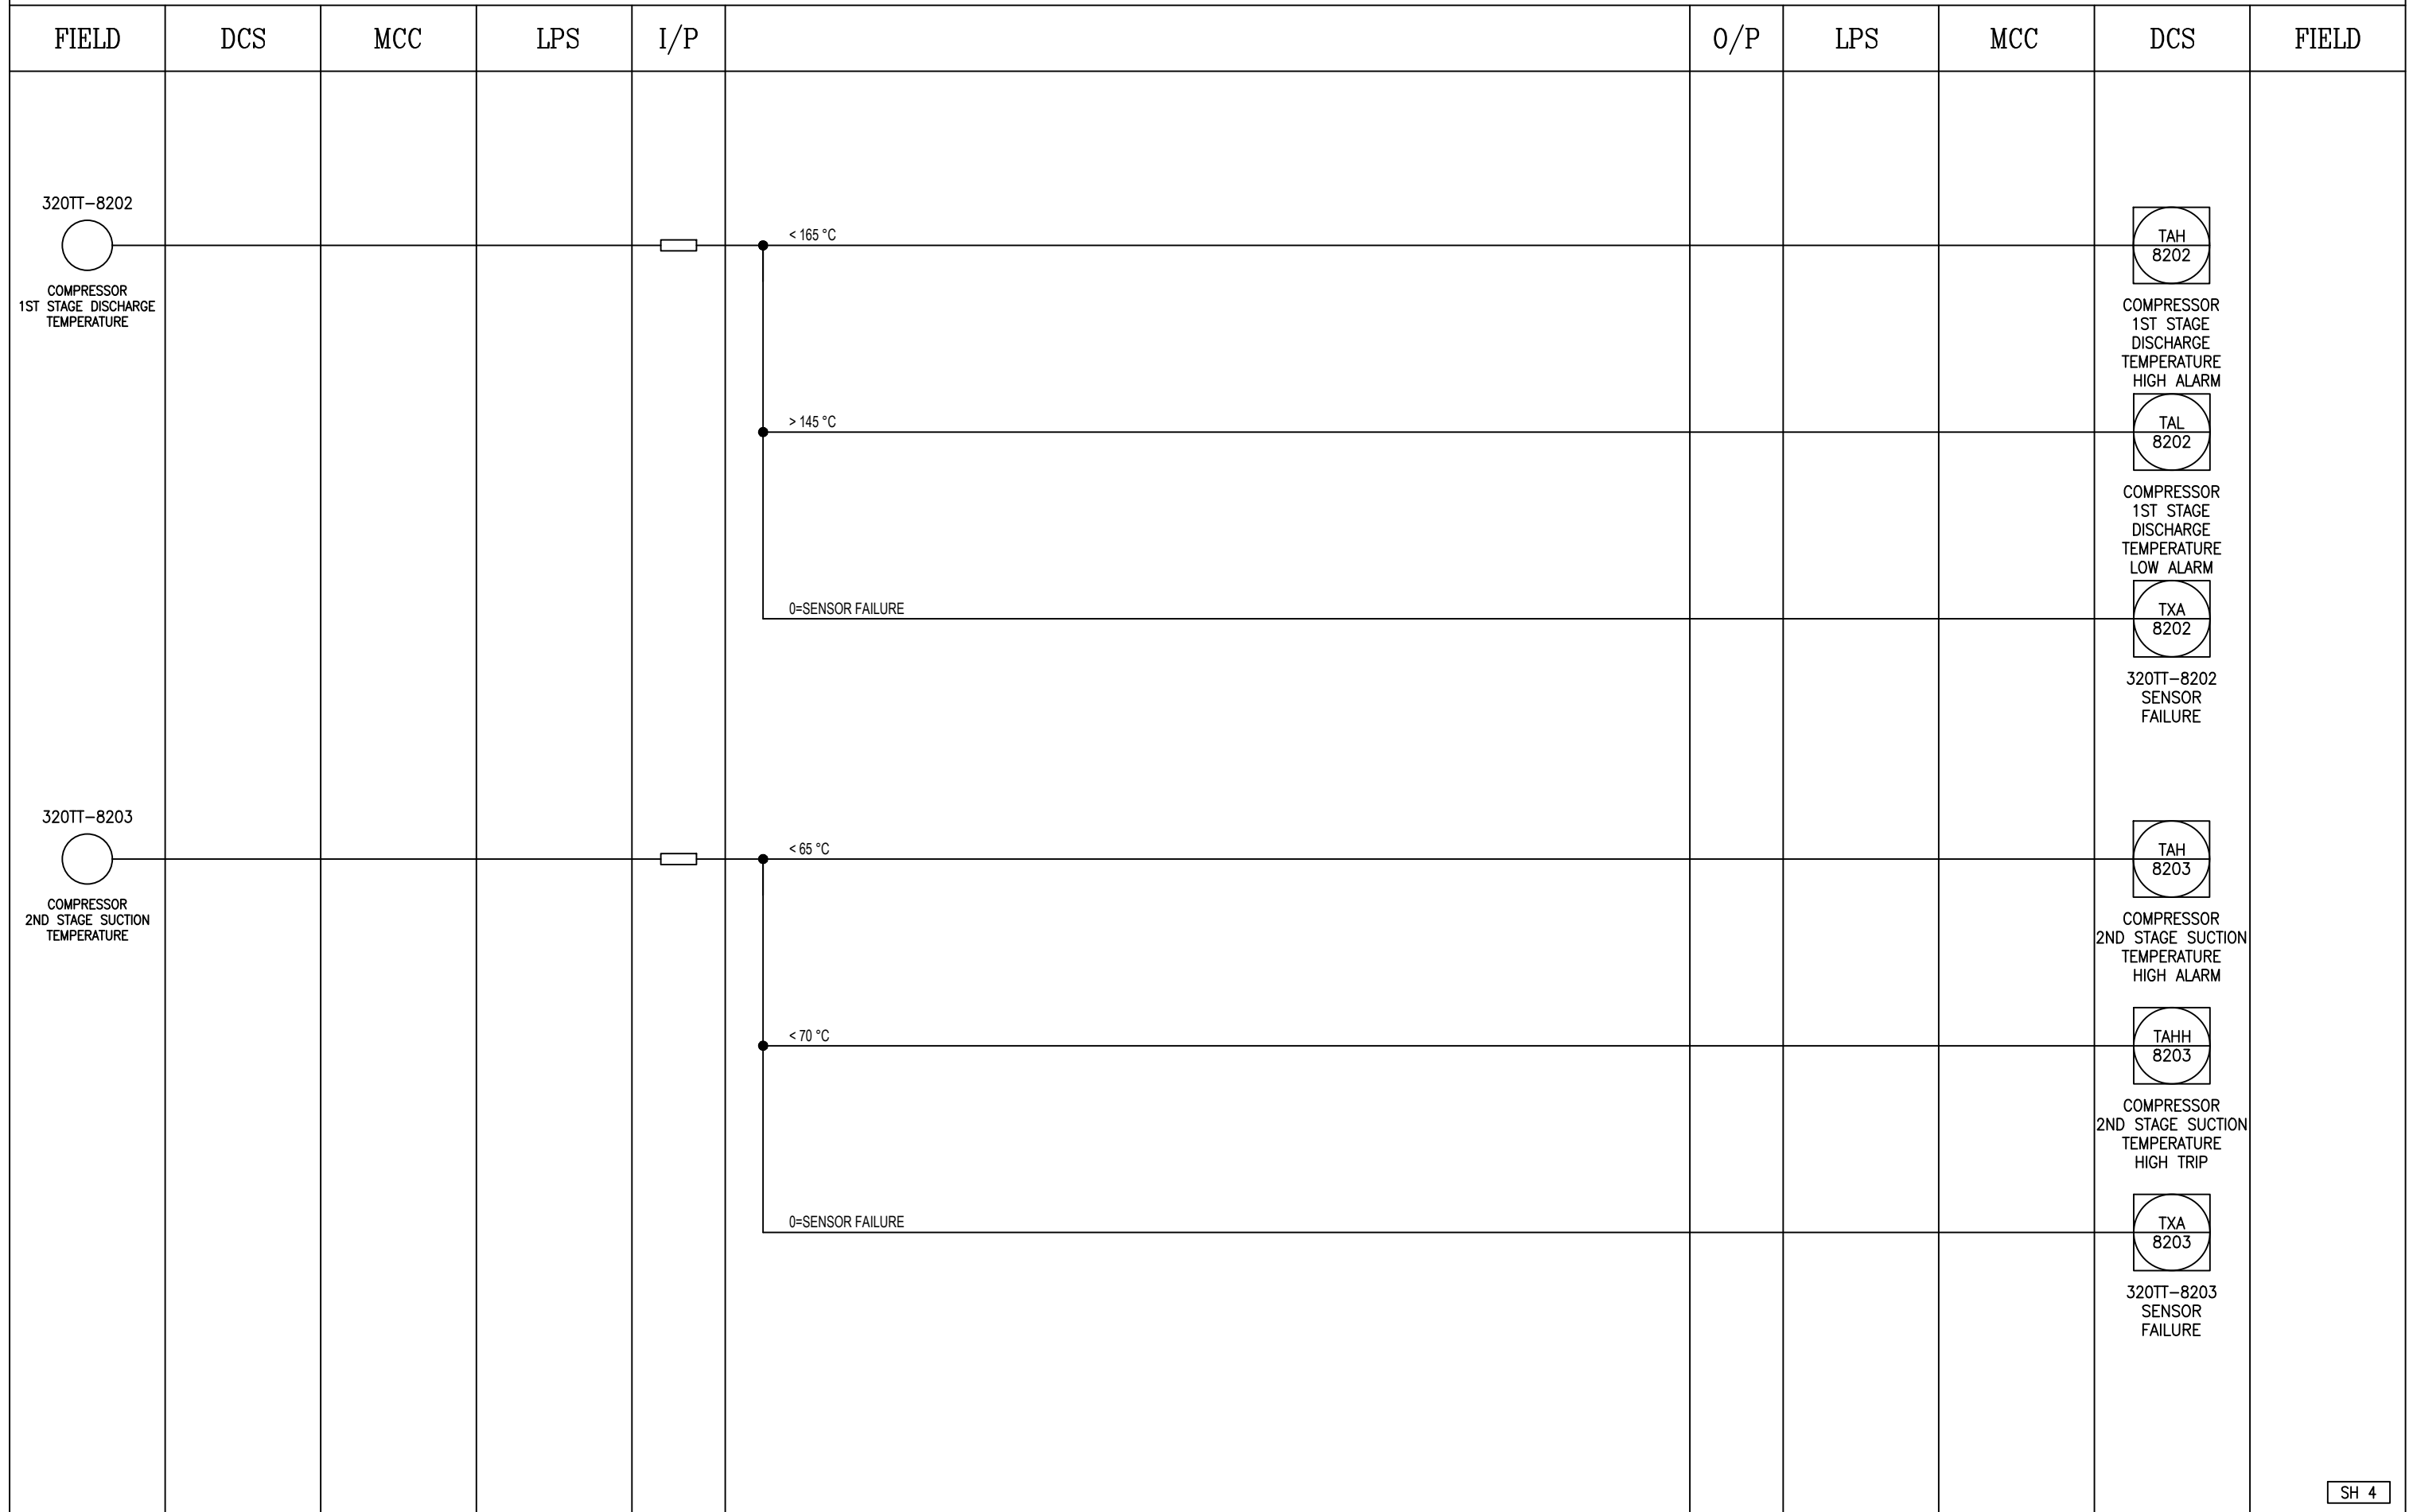 FIELD DCS MCC LPS I/P O/P LPS MCC DCS FIELD
320TT-8202
COMPRESSOR
1ST STAGE DISCHARGE
TEMPERATURE
< 165 °C
TAH
8202
COMPRESSOR
1ST STAGE
DISCHARGE
TEMPERATURE
HIGH ALARM
> 145 °C
TAL
8202
COMPRESSOR
1ST STAGE
DISCHARGE
TEMPERATURE
LOW ALARM
0=SENSOR FAILURE
TXA
8202
320TT-8202
SENSOR
FAILURE
320TT-8203
COMPRESSOR
2ND STAGE SUCTION
TEMPERATURE
< 65 °C
TAH
8203
COMPRESSOR
2ND STAGE SUCTION
TEMPERATURE
HIGH ALARM
< 70 °C
TAHH
8203
COMPRESSOR
2ND STAGE SUCTION
TEMPERATURE
HIGH TRIP
0=SENSOR FAILURE
TXA
8203
320TT-8203
SENSOR
FAILURE
SH 4